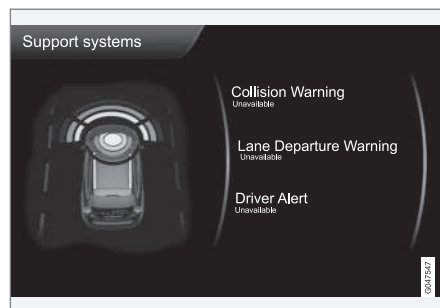 Support systems
Collision Warning
Unavailable
Lane Departure Warning
Unavailable
Driver Alert
Unavailable
G047547